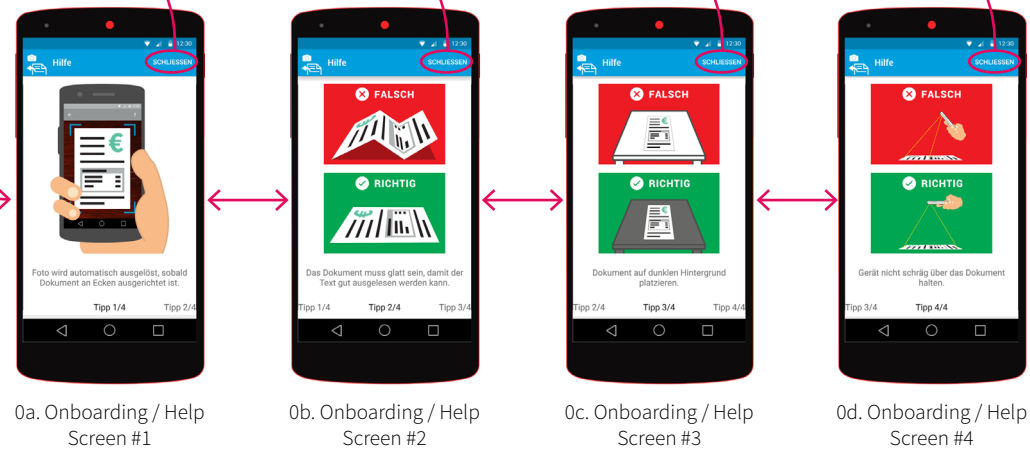 12:30
Hilfe
SCHLIESSEN
€
Foto wird automatisch ausgelöst, sobald
Dokument an Ecken ausgerichtet ist.
Tipp 1/4
Tipp 2/4
0a. Onboarding / Help
Screen #1
12:30
Hilfe
SCHLIESSEN
FALSCH
RICHTIG
Das Dokument muss glatt sein, damit der
Text gut ausgelesen werden kann.
Tipp 1/4
Tipp 2/4
Tipp 3/4
0b. Onboarding / Help
Screen #2
12:30
Hilfe
SCHLIESSEN
FALSCH
€
RICHTIG
€
Dokument auf dunklen Hintergrund
platzieren.
Tipp 2/4
Tipp 3/4
Tipp 4/4
0c. Onboarding / Help
Screen #3
12:30
Hilfe
SCHLIESSEN
FALSCH
RICHTIG
Gerät nicht schräg über das Dokument
halten.
Tipp 3/4
Tipp 4/4
0d. Onboarding / Help
Screen #4